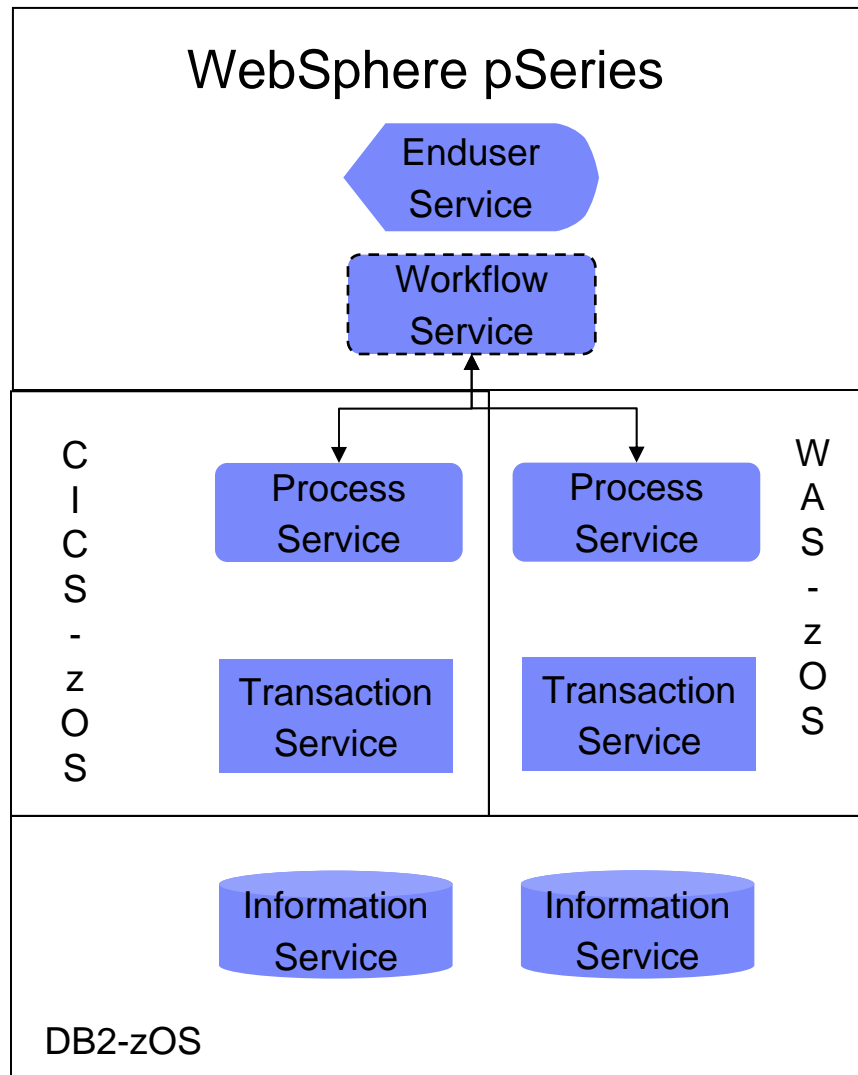 WebSphere pSeries
Enduser
Service
Workflow
Service
C
I
C
S
-
z
O
S
Process
Service
Process
Service
W
A
S
-
z
O
S
Transaction
Service
Transaction
Service
Information
Service
Information
Service
DB2-zOS